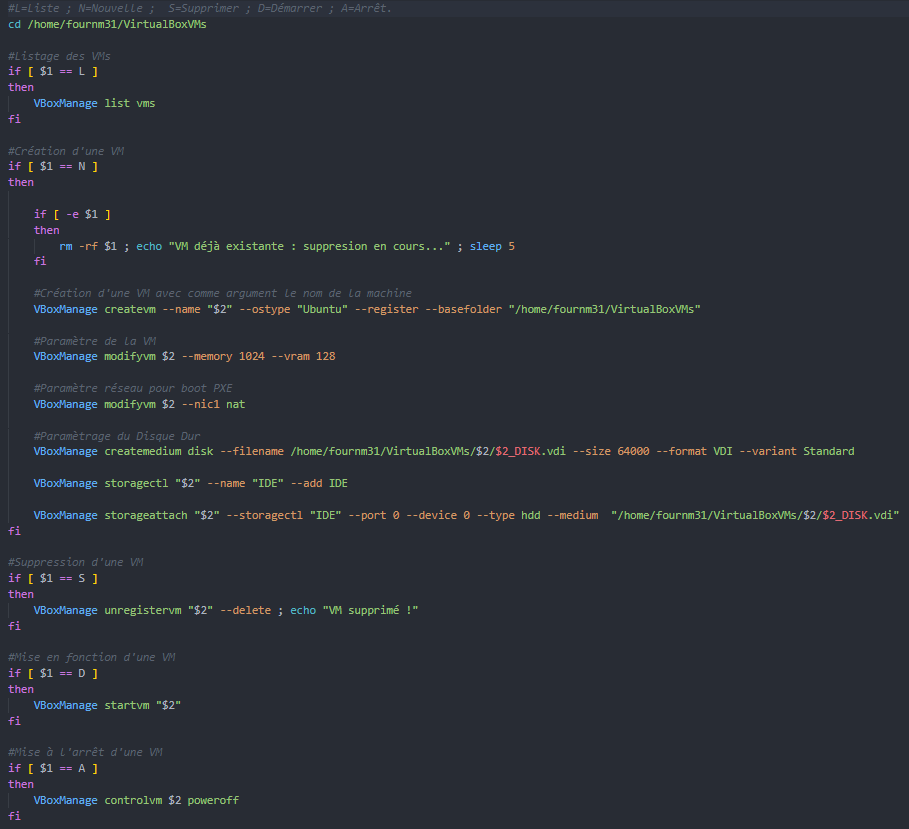 #L=Liste ; N=Nouvelle ;  S=Supprimer ; D=Démarrer ; A=Arrêt.
cd /home/fournm31/VirtualBoxVMs
#Listage des VMs
if [ $1 == L ]
then
VBoxManage list vms
fi
#Création d'une VM
if [ $1 == N ]
then
if [ -e $1 ]
then
rm -rf $1 ; echo "VM déjà existante : suppresion en cours..." ; sleep 5
fi
#Création d'une VM avec comme argument le nom de la machine
VBoxManage createvm --name "$2" --ostype "Ubuntu" --register --basefolder "/home/fournm31/VirtualBoxVMs"
#Paramètre de la VM
VBoxManage modifyvm $2 --memory 1024 --vram 128
#Paramètre réseau pour boot PXE
VBoxManage modifyvm $2 --nic1 nat
#Paramètrage du Disque Dur
VBoxManage createmedium disk --filename /home/fournm31/VirtualBoxVMs/$2/$2_DISK.vdi --size 64000 --format VDI --variant Standard
VBoxManage storagectl "$2" --name "IDE" --add IDE
VBoxManage storageattach "$2" --storagectl "IDE" --port 0 --device 0 --type hdd --medium  "/home/fournm31/VirtualBoxVMs/$2/$2_DISK.vdi"
fi
#Suppression d'une VM
if [ $1 == S ]
then
VBoxManage unregistervm "$2" --delete ; echo "VM supprimé !"
fi
#Mise en fonction d'une VM
if [ $1 == D ]
then
VBoxManage startvm "$2"
fi
#Mise à l'arrêt d'une VM
if [ $1 == A ]
then
VBoxManage controlvm $2 poweroff
fi